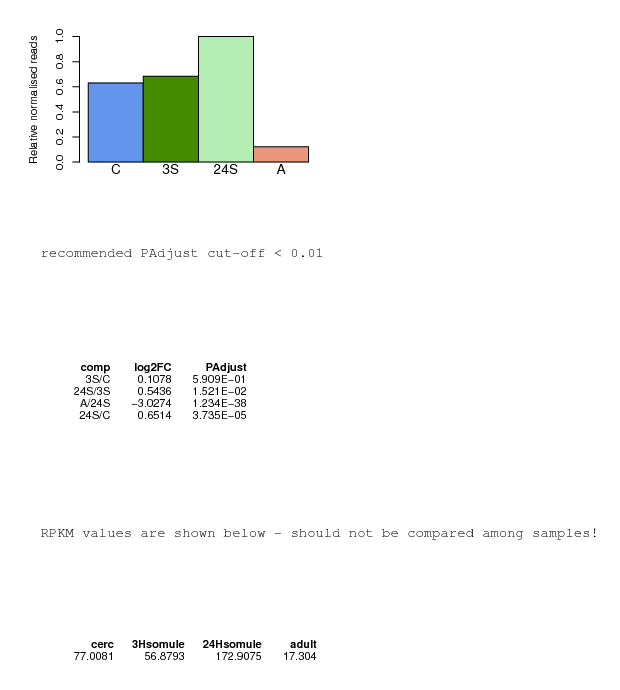 Relative normalised reads
1.0
0.8
0.6
0.4
0.2
0.0
C 3S 24S A
recommended PAdjust cut-off < 0.01
comp log2FC PAdjust
3S/C 0.1078 5.909E-01
24S/3S 0.5436 1.521E-02
A/24S -3.0274 1.234E-38
24S/C 0.6514 3.735E-05
RPKM values are shown below - should not be compared among samples!
cerc 3Hsomule 24Hsomule adult
77.0081 56.8793 172.9075 17.304